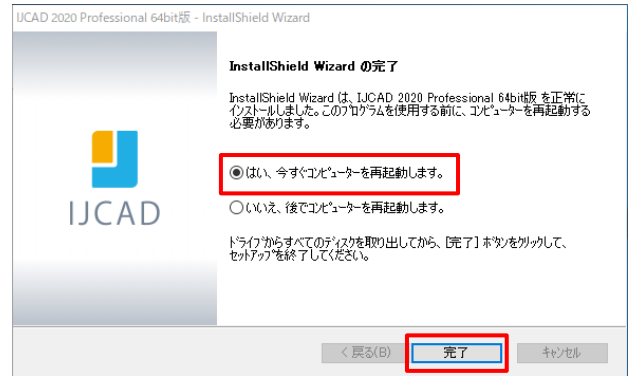 IJCAD 2020 Professional 64bit版 - InstallShield Wizard
InstallShield Wizard の完了
InstallShield Wizard は、IJCAD 2020 Professional 64bit版 を正常に
インストールしました。このプログラムを使用する前に、コンピューターを再起動する
必要があります。
はい、今すぐコンピューターを再起動します。
IJCAD
いいえ、後でコンピューターを再起動します。
ドライブからすべてのディスクを取り出してから、[完了] ボタンをクリックして、
セットアップを終了してください。
< 戻る(B)
完了
キャンセル